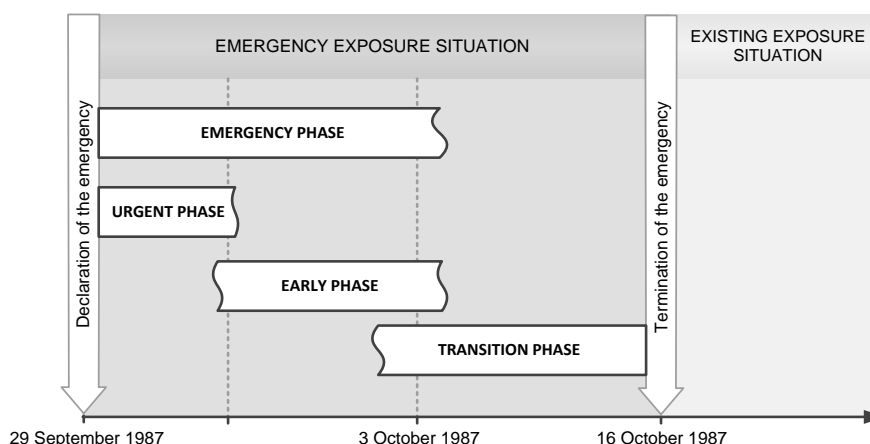 EMERGENCY EXPOSURE SITUATION
EXISTING EXPOSURE
SITUATION
Declaration of the emergency
EMERGENCY PHASE
URGENT PHASE
EARLY PHASE
TRANSITION PHASE
Termination of the emergency
29 September 1987
3 October 1987
16 October 1987